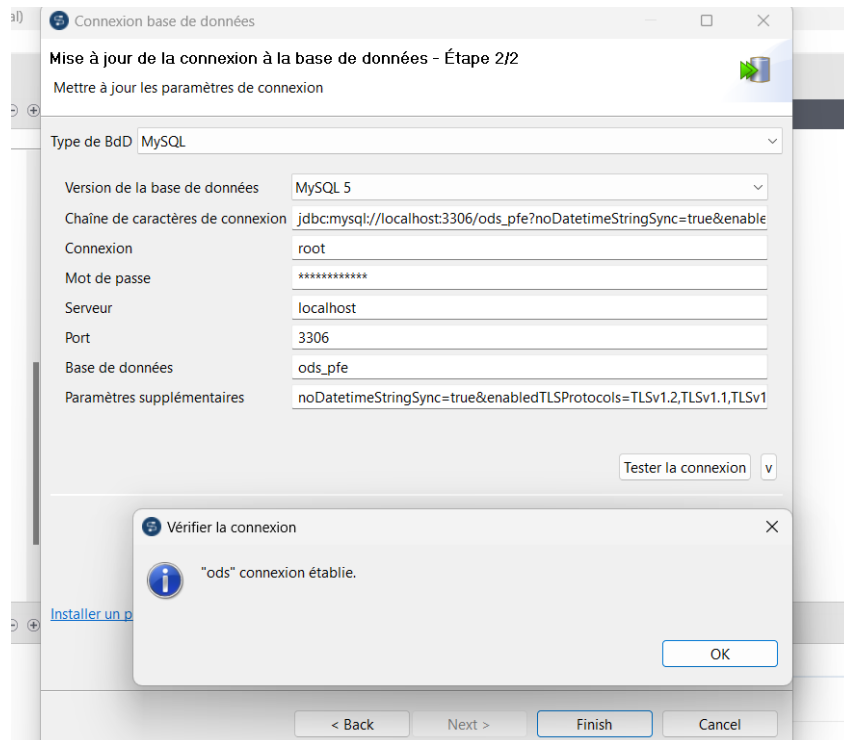 al)
Connexion base de données
Mise à jour de la connexion à la base de données - Étape 2/2
Mettre à jour les paramètres de connexion
Type de BdD MySQL
Version de la base de données MySQL 5
Chaîne de caractères de connexion jdbc:mysql://localhost:3306/ods_pfe?noDatetimeStringSync=true&enable
Connexion root
Mot de passe ************
Serveur localhost
Port 3306
Base de données ods_pfe
Paramètres supplémentaires noDatetimeStringSync=true&enabledTLSProtocols=TLSv1.2,TLSv1.1,TLSv1
Tester la connexion v
Vérifier la connexion
"ods" connexion établie.
Installer un p
OK
< Back Next > Finish Cancel